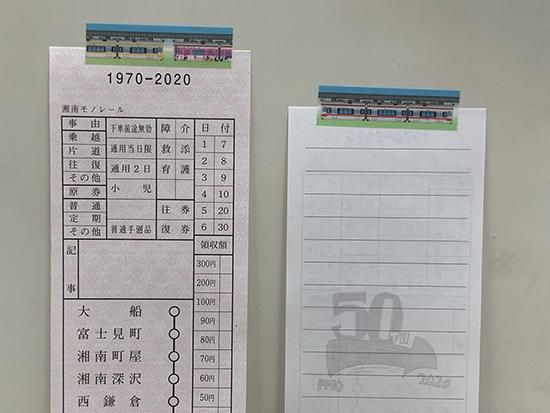 1970-2020
湘南モノレール
事由 下車前途無効 障 介 日 付
乗越 救 添 1 7
片道 通用当日限 2 8
往復 通用2日 育 護 3 9
その他 小児 4 10
原券 往 券 5 20
普通 6 30
定期 普通手廻品 復 券
その他 領収額
記事
300円
200円
100円
90円
80円
70円
60円
50円
大船
富士見町
湘南町屋
湘南深沢
西鎌倉
50
1970 2020